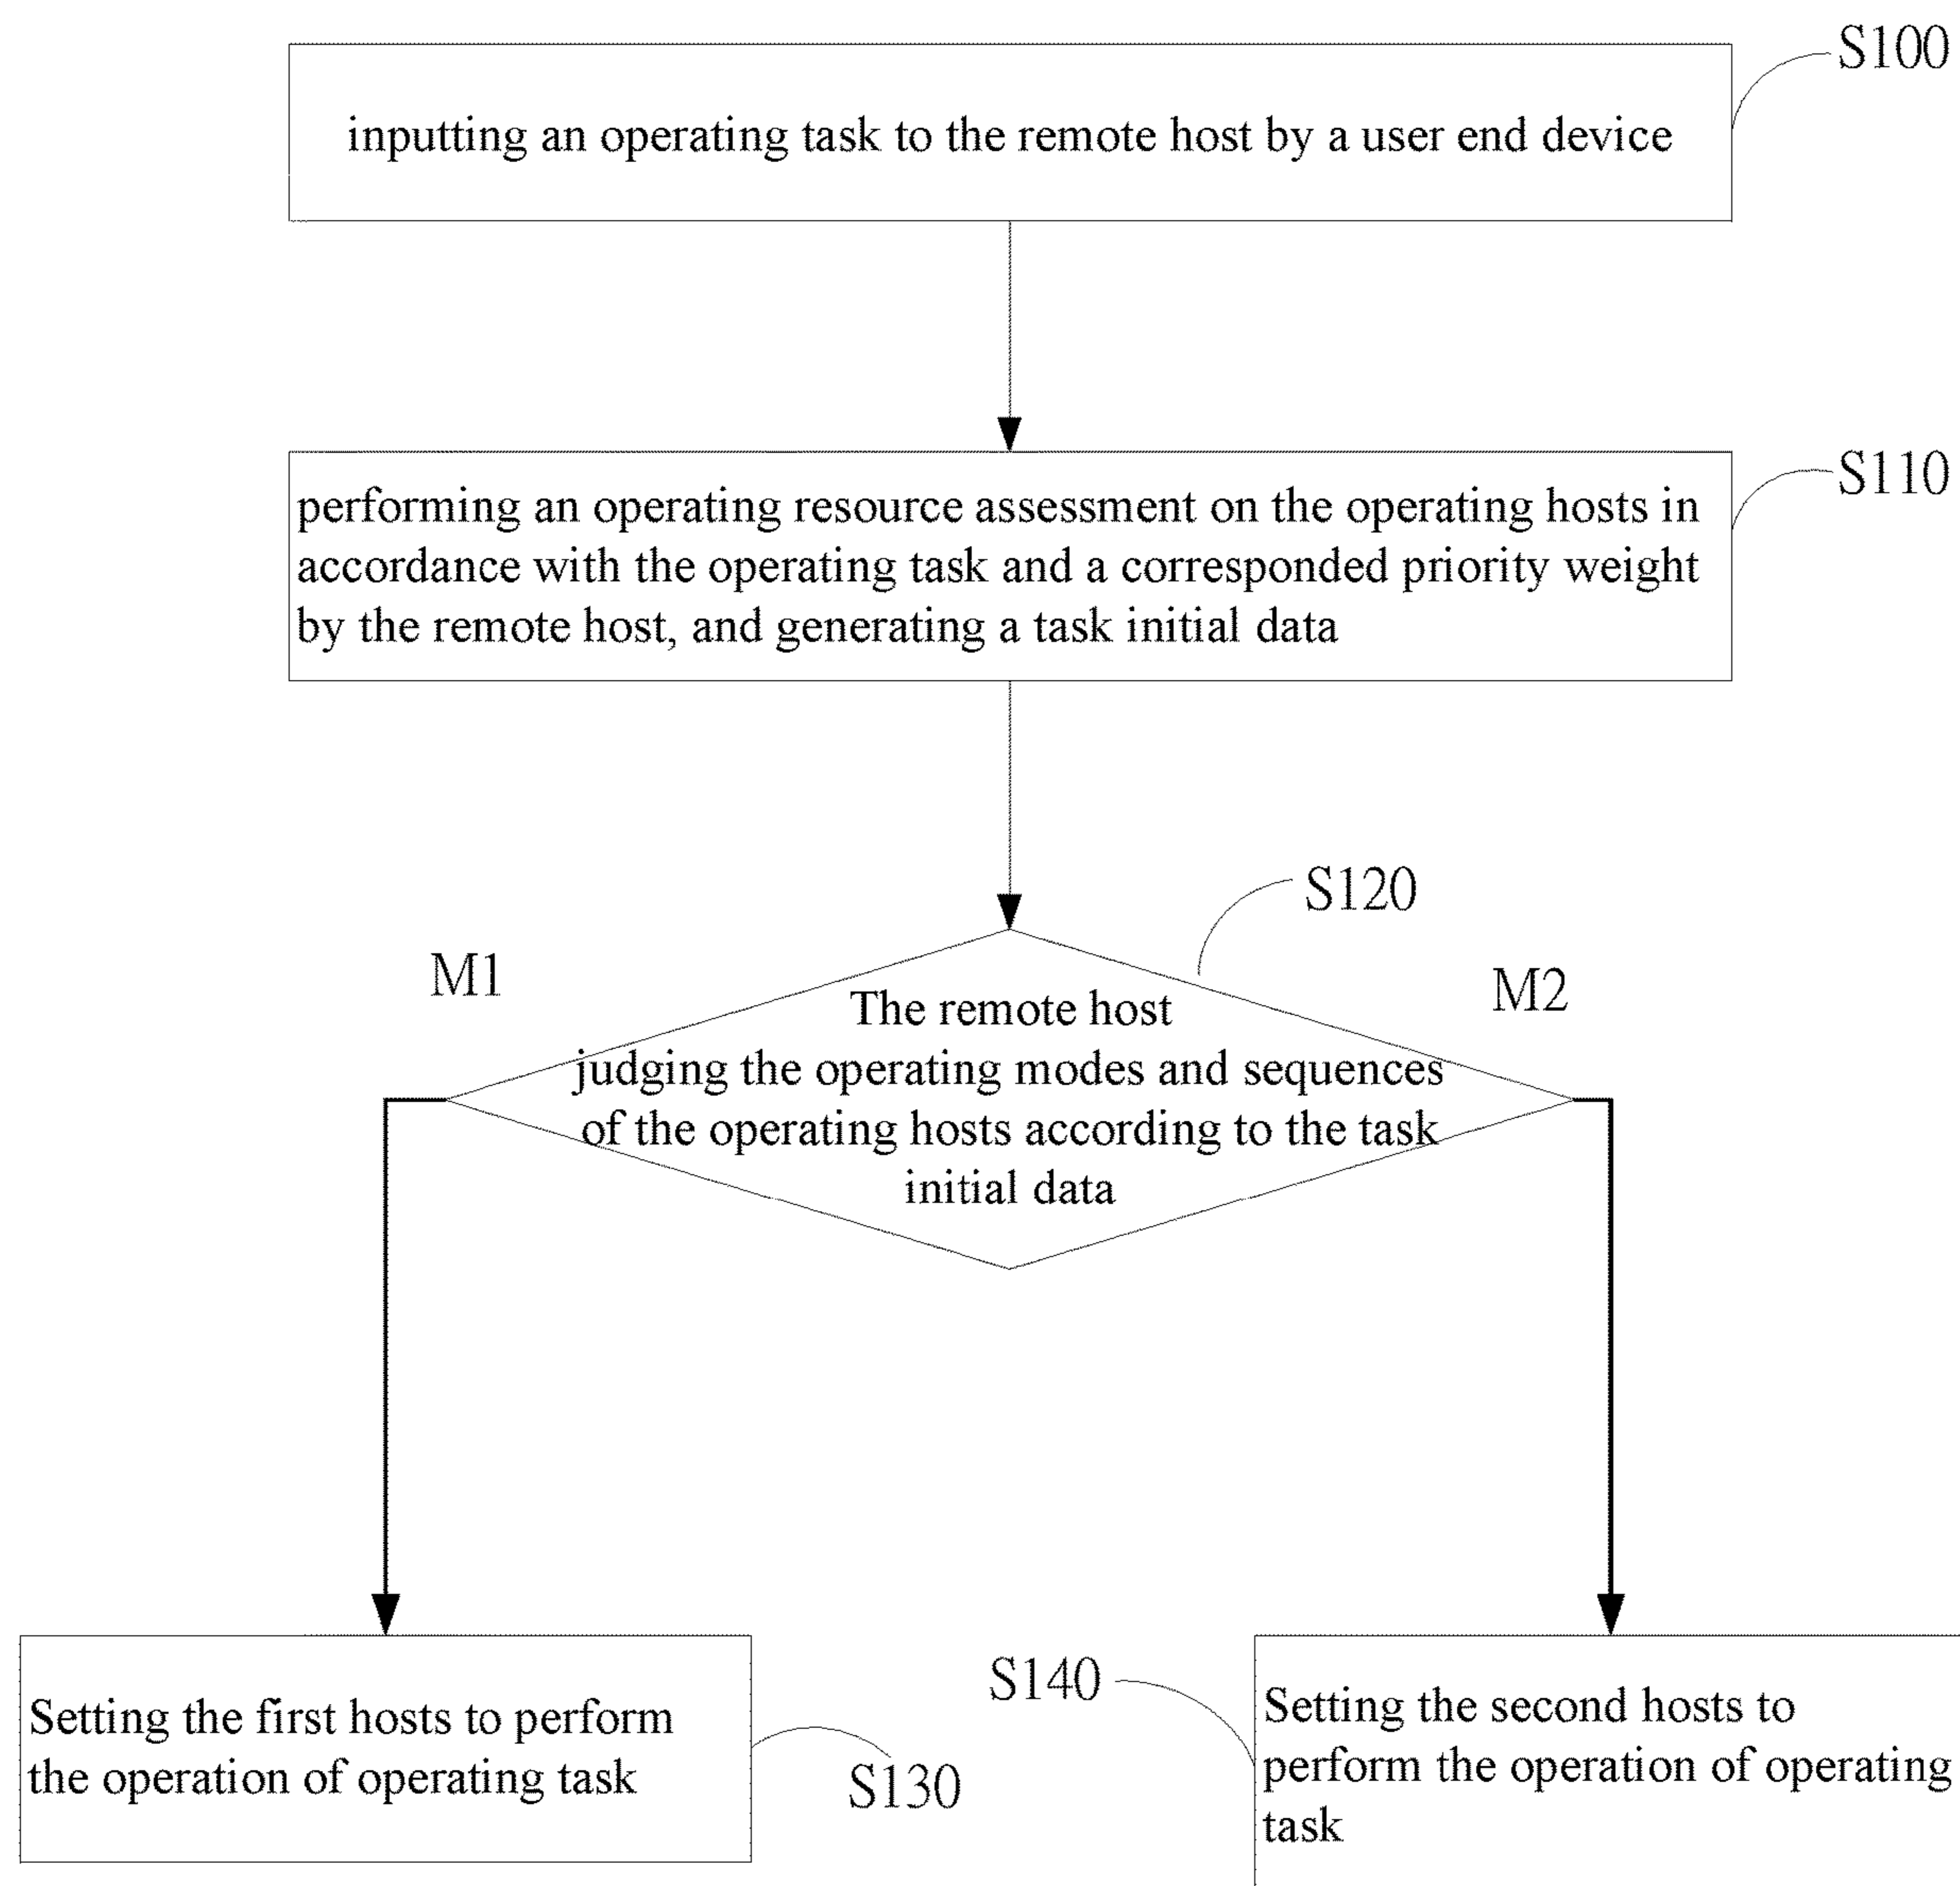 S100
inputting an operating task to the remote host by a user end device
S110
performing an operating resource assessment on the operating hosts in
accordance with the operating task and a corresponded priority weight
by the remote host, and generating a task initial data
S120
M1
M2
The remote host
judging the operating modes and sequences
of the operating hosts according to the task
initial data
Setting the first hosts to perform
the operation of operating task
S130
S140
Setting the second hosts to
perform the operation of operating
task